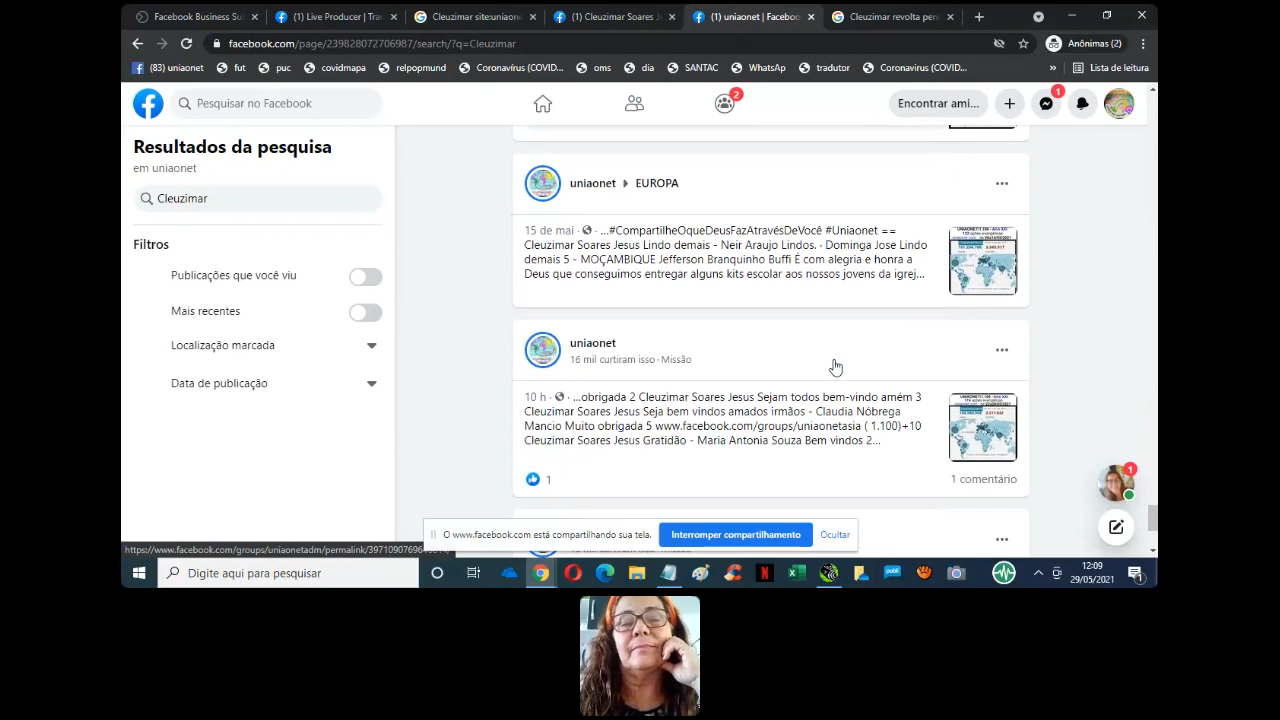 Facebook Business Su
(1) Live Producer | Tra
Cleuzimar site:uniaone
(1) Cleuzimar Soares J
(1) uniaonet | Facebo
Cleuzimar revolta per
facebook.com/page/239828072706987/search/?q=Cleuzimar
Anônimas (2)
(83) uniaonet
fut
puc
covidmapa
relpopmund
Coronavírus (COVID...
oms
dia
SANTAC
WhatsApp
tradutor
Coronavirus (COVID...
»
Lista de leitura
Pesquisar no Facebook
2
Encontrar ami...
1
Resultados da pesquisa
em uniaonet
Cleuzimar
Filtros
Publicações que você viu
Mais recentes
Localização marcada
Data de publicação
uniaonet EUROPA
15 de mai · ...#CompartilheOqueDeusFazAtravésDeVocê #Uniaonet ==
Cleuzimar Soares Jesus Lindo demais - Neir Araujo Lindos. - Dominga Jose Lindo
demais 5 - MOÇAMBIQUE Jefferson Branquinho Buffi É com alegria e honra a
Deus que conseguimos entregar alguns kits escolar aos nossos jovens da igrej...
uniaonet
16 mil curtiram isso · Missão
10 h · ...obrigada 2 Cleuzimar Soares Jesus Sejam todos bem-vindo amém 3
Cleuzimar Soares Jesus Seja bem vindos amados irmãos - Claudia Nóbrega
Mancio Muito obrigada 5 www.facebook.com/groups/uniaonetasia ( 1.100)+10
Cleuzimar Soares Jesus Gratidão - Maria Antonia Souza Bem vindos 2...
1
1 comentário
1
O www.facebook.com está compartilhando sua tela.
Interromper compartilhamento
Ocultar
Digite aqui para pesquisar
12:09
29/05/2021
1